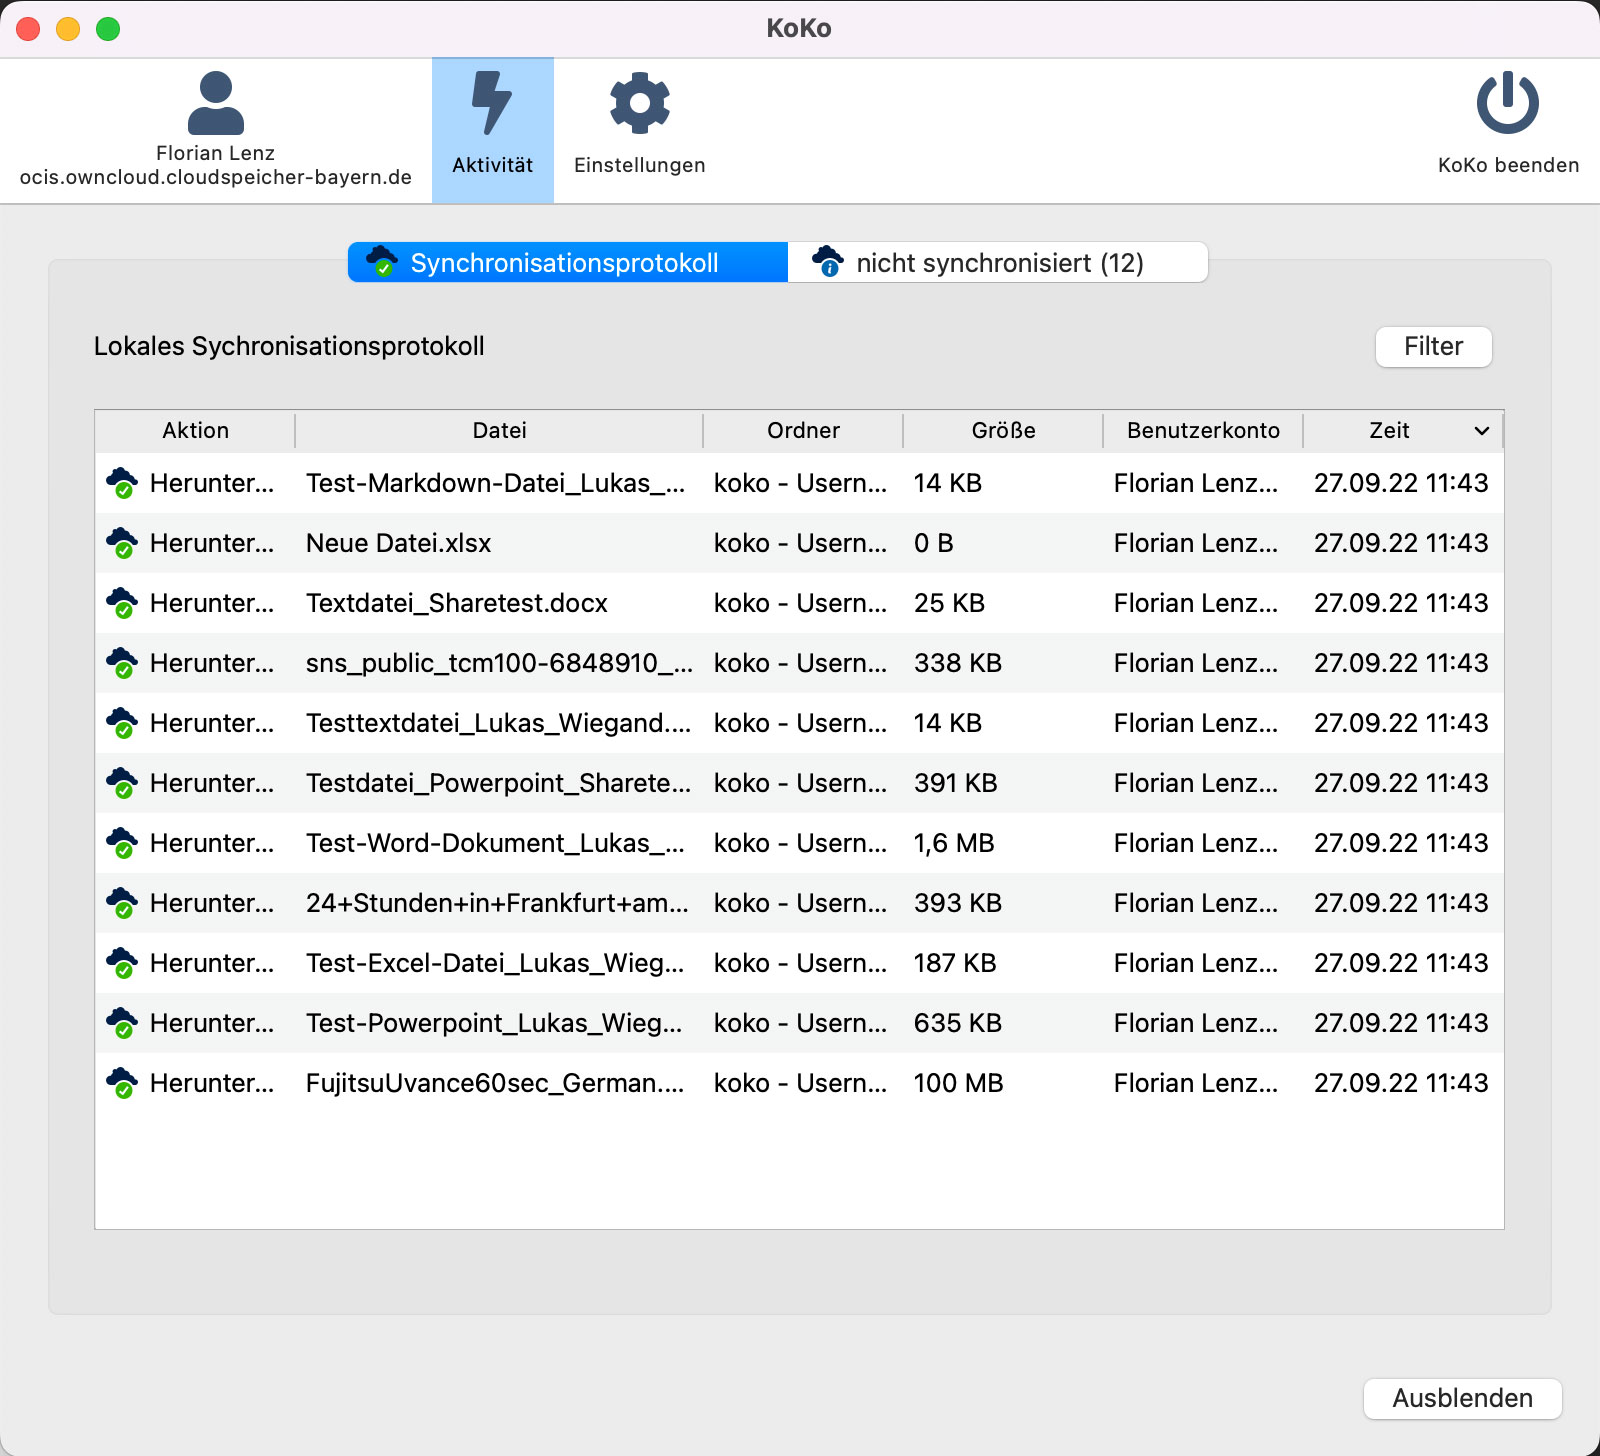 KoKo
Florian Lenz
ocis.owncloud.cloudspeicher-bayern.de
Aktivität
Einstellungen
KoKo beenden
Synchronisationsprotokoll
nicht synchronisiert (12)
Lokales Sychronisationsprotokoll
Filter
Aktion Datei Ordner Größe Benutzerkonto Zeit
Herunter... Test-Markdown-Datei_Lukas_... koko - Usern... 14 KB Florian Lenz... 27.09.22 11:43
Herunter... Neue Datei.xlsx koko - Usern... 0 B Florian Lenz... 27.09.22 11:43
Herunter... Textdatei_Sharetest.docx koko - Usern... 25 KB Florian Lenz... 27.09.22 11:43
Herunter... sns_public_tcm100-6848910_... koko - Usern... 338 KB Florian Lenz... 27.09.22 11:43
Herunter... Testtextdatei_Lukas_Wiegand.... koko - Usern... 14 KB Florian Lenz... 27.09.22 11:43
Herunter... Testdatei_Powerpoint_Sharete... koko - Usern... 391 KB Florian Lenz... 27.09.22 11:43
Herunter... Test-Word-Dokument_Lukas_... koko - Usern... 1,6 MB Florian Lenz... 27.09.22 11:43
Herunter... 24+Stunden+in+Frankfurt+am... koko - Usern... 393 KB Florian Lenz... 27.09.22 11:43
Herunter... Test-Excel-Datei_Lukas_Wieg... koko - Usern... 187 KB Florian Lenz... 27.09.22 11:43
Herunter... Test-Powerpoint_Lukas_Wieg... koko - Usern... 635 KB Florian Lenz... 27.09.22 11:43
Herunter... FujitsuUvance60sec_German.... koko - Usern... 100 MB Florian Lenz... 27.09.22 11:43
Ausblenden